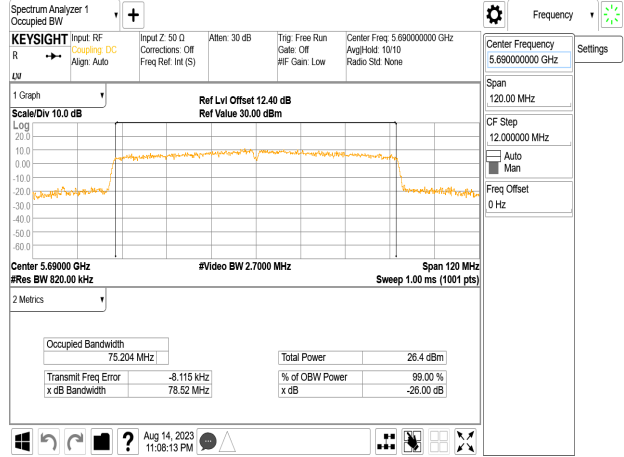 Spectrum Analyzer 1
Occupied BW
Frequency
KEYSIGHT
R
Input: RF
Coupling: DC
Align: Auto
Input Z: 50 Ω
Corrections: Off
Freq Ref: Int (S)
Atten: 30 dB
Trig: Free Run
Gate: Off
#IF Gain: Low
Center Freq: 5.690000000 GHz
Avg|Hold: 10/10
Radio Std: None
Center Frequency
5.690000000 GHz
Settings
Span
120.00 MHz
CF Step
12.000000 MHz
Auto
Man
Freq Offset
0 Hz
1 Graph
Scale/Div 10.0 dB
Ref Lvl Offset 12.40 dB
Ref Value 30.00 dBm
Log
20.0
10.0
0.00
-10.0
-20.0
-30.0
-40.0
-50.0
-60.0
Center 5.69000 GHz
#Res BW 820.00 kHz
#Video BW 2.7000 MHz
Span 120 MHz
Sweep 1.00 ms (1001 pts)
2 Metrics
Occupied Bandwidth
75.204 MHz
Transmit Freq Error
-8.115 kHz
x dB Bandwidth
78.52 MHz
Total Power
26.4 dBm
% of OBW Power
99.00 %
x dB
-26.00 dB
?
Aug 14, 2023
11:08:13 PM